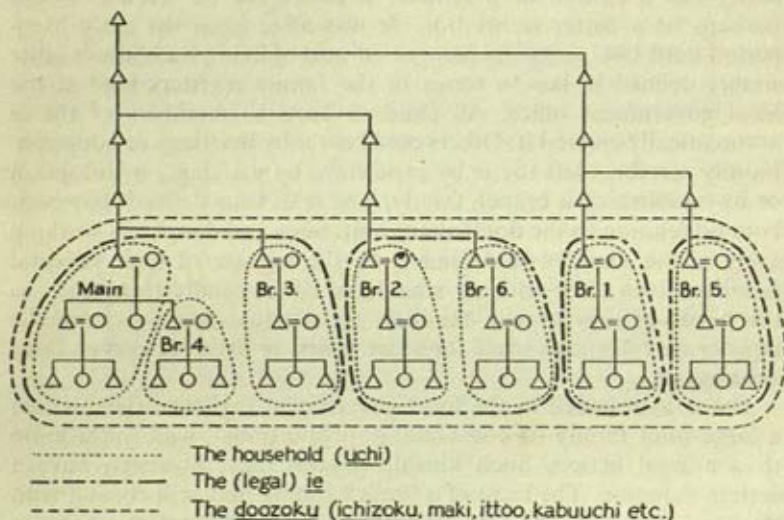 Main
Br. 3.
Br. 2.
Br. 6.
Br. 1.
Br. 5.
Br. 4.
The household (uchi)
The (legal) ie
The doozoku (ichizoku, maki, ittoo, kabuuchi etc.)